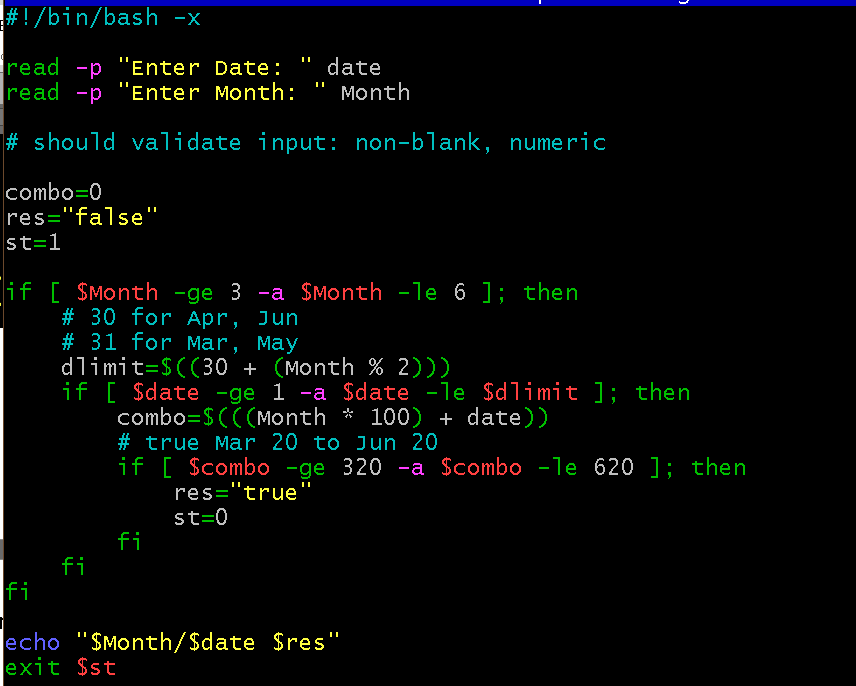 #!/bin/bash -x

read -p "Enter Date: " date
read -p "Enter Month: " Month

# should validate input: non-blank, numeric

combo=0
res="false"
st=1

if [ $Month -ge 3 -a $Month -le 6 ]; then
    # 30 for Apr, Jun
    # 31 for Mar, May
    dlimit=$((30 + (Month % 2)))
    if [ $date -ge 1 -a $date -le $dlimit ]; then
        combo=$(((Month * 100) + date))
        # true Mar 20 to Jun 20
        if [ $combo -ge 320 -a $combo -le 620 ]; then
            res="true"
            st=0
        fi
    fi
fi

echo "$Month/$date $res"
exit $st